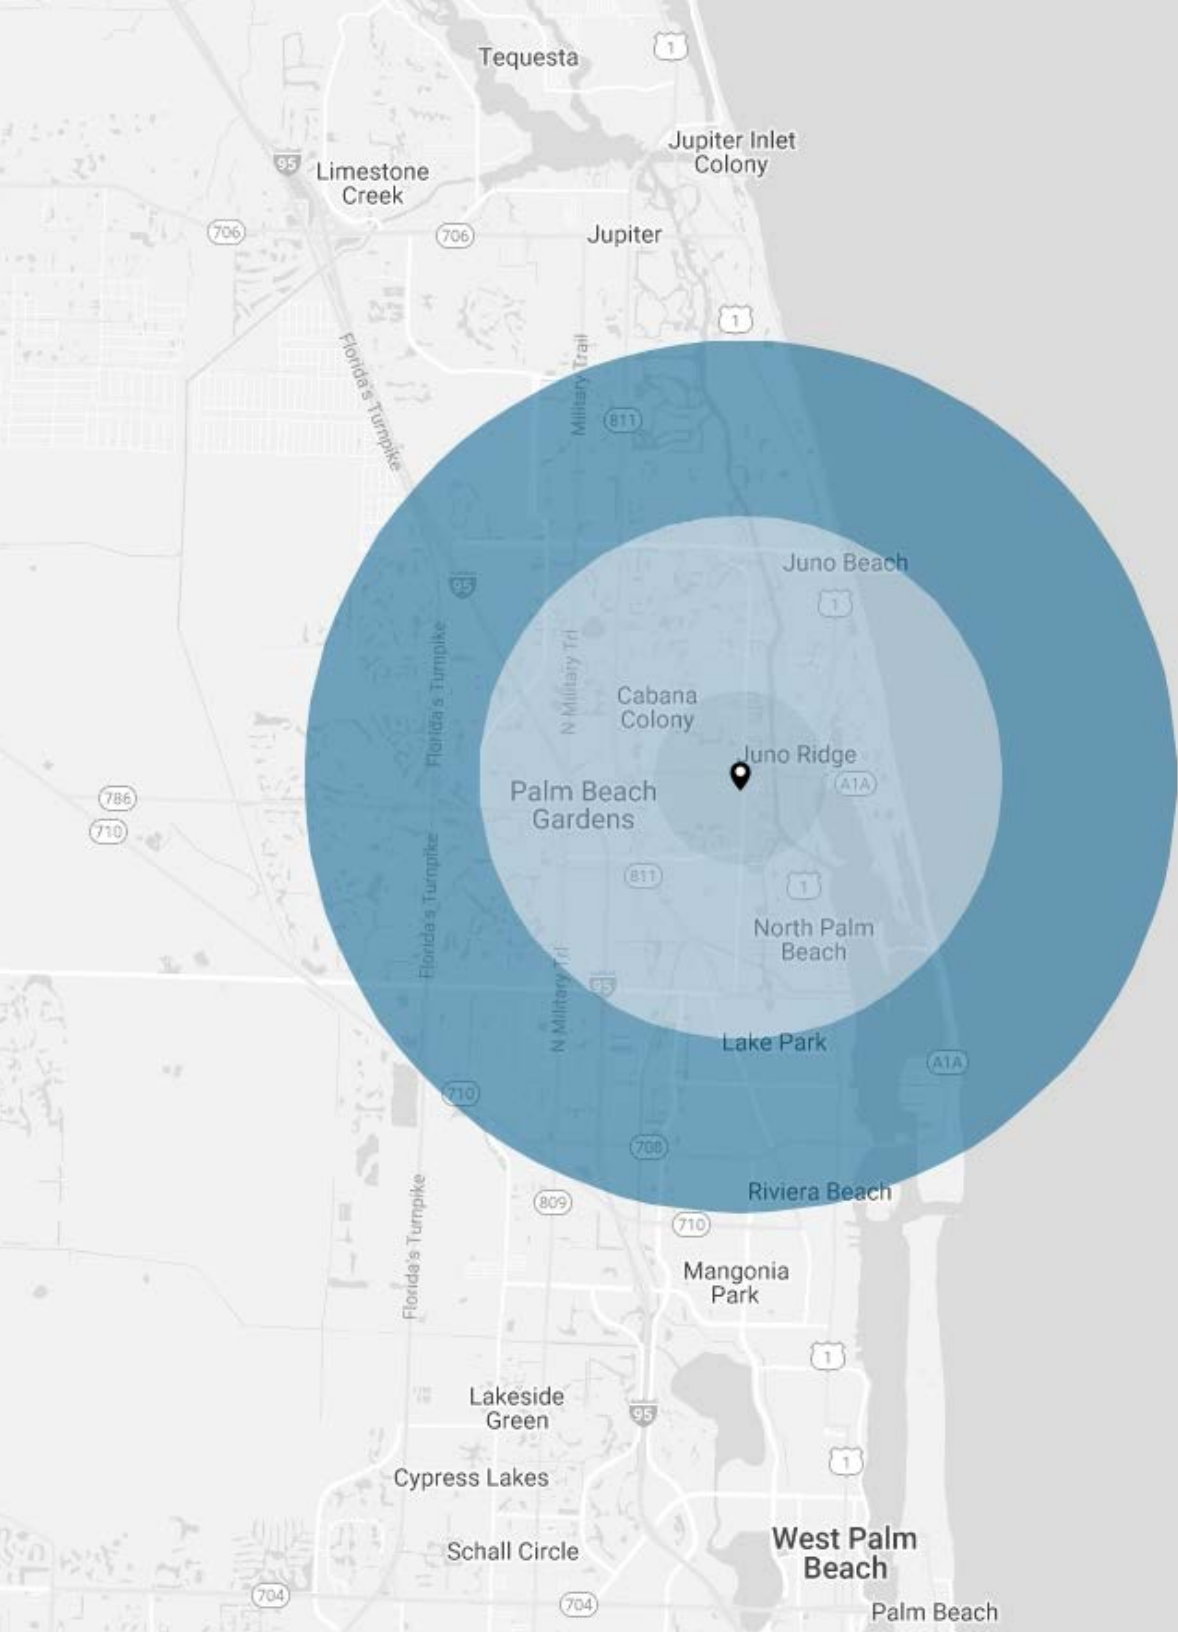 Tequesta
1
Jupiter Inlet
Colony
95
Limestone
Creek
706
706
Jupiter
1
Florida's Turnpike
Military Trail
811
Juno Beach
95
1
Florida's Turnpike
N Military Trl
Cabana
Colony
Juno Ridge
A1A
Palm Beach
Gardens
786
710
811
1
Florida's Turnpike
North Palm
Beach
N Military Trl
95
Lake Park
A1A
710
708
Riviera Beach
809
710
Florida's Turnpike
Mangonia
Park
1
Lakeside
Green
95
1
Cypress Lakes
West Palm
Beach
Schall Circle
704
704
Palm Beach